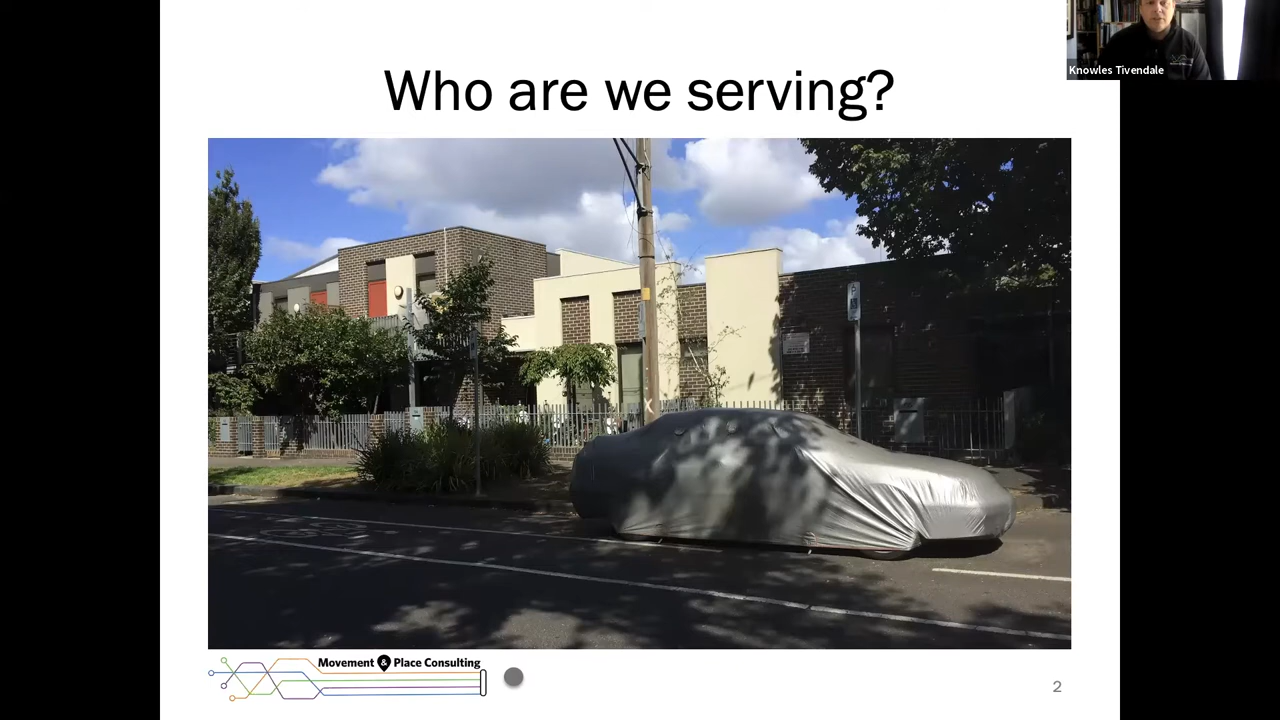 Knowles Tivendale
Who are we serving?
P
X
Movement & Place Consulting
2